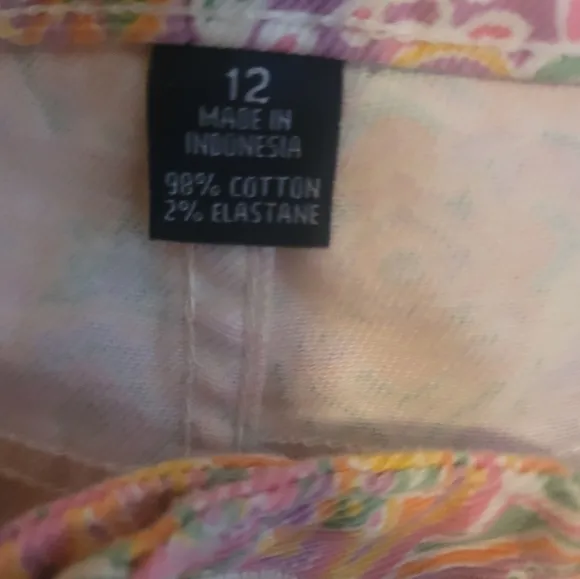 12
MADE IN
INDONESIA
98% COTTON
2% ELASTANE